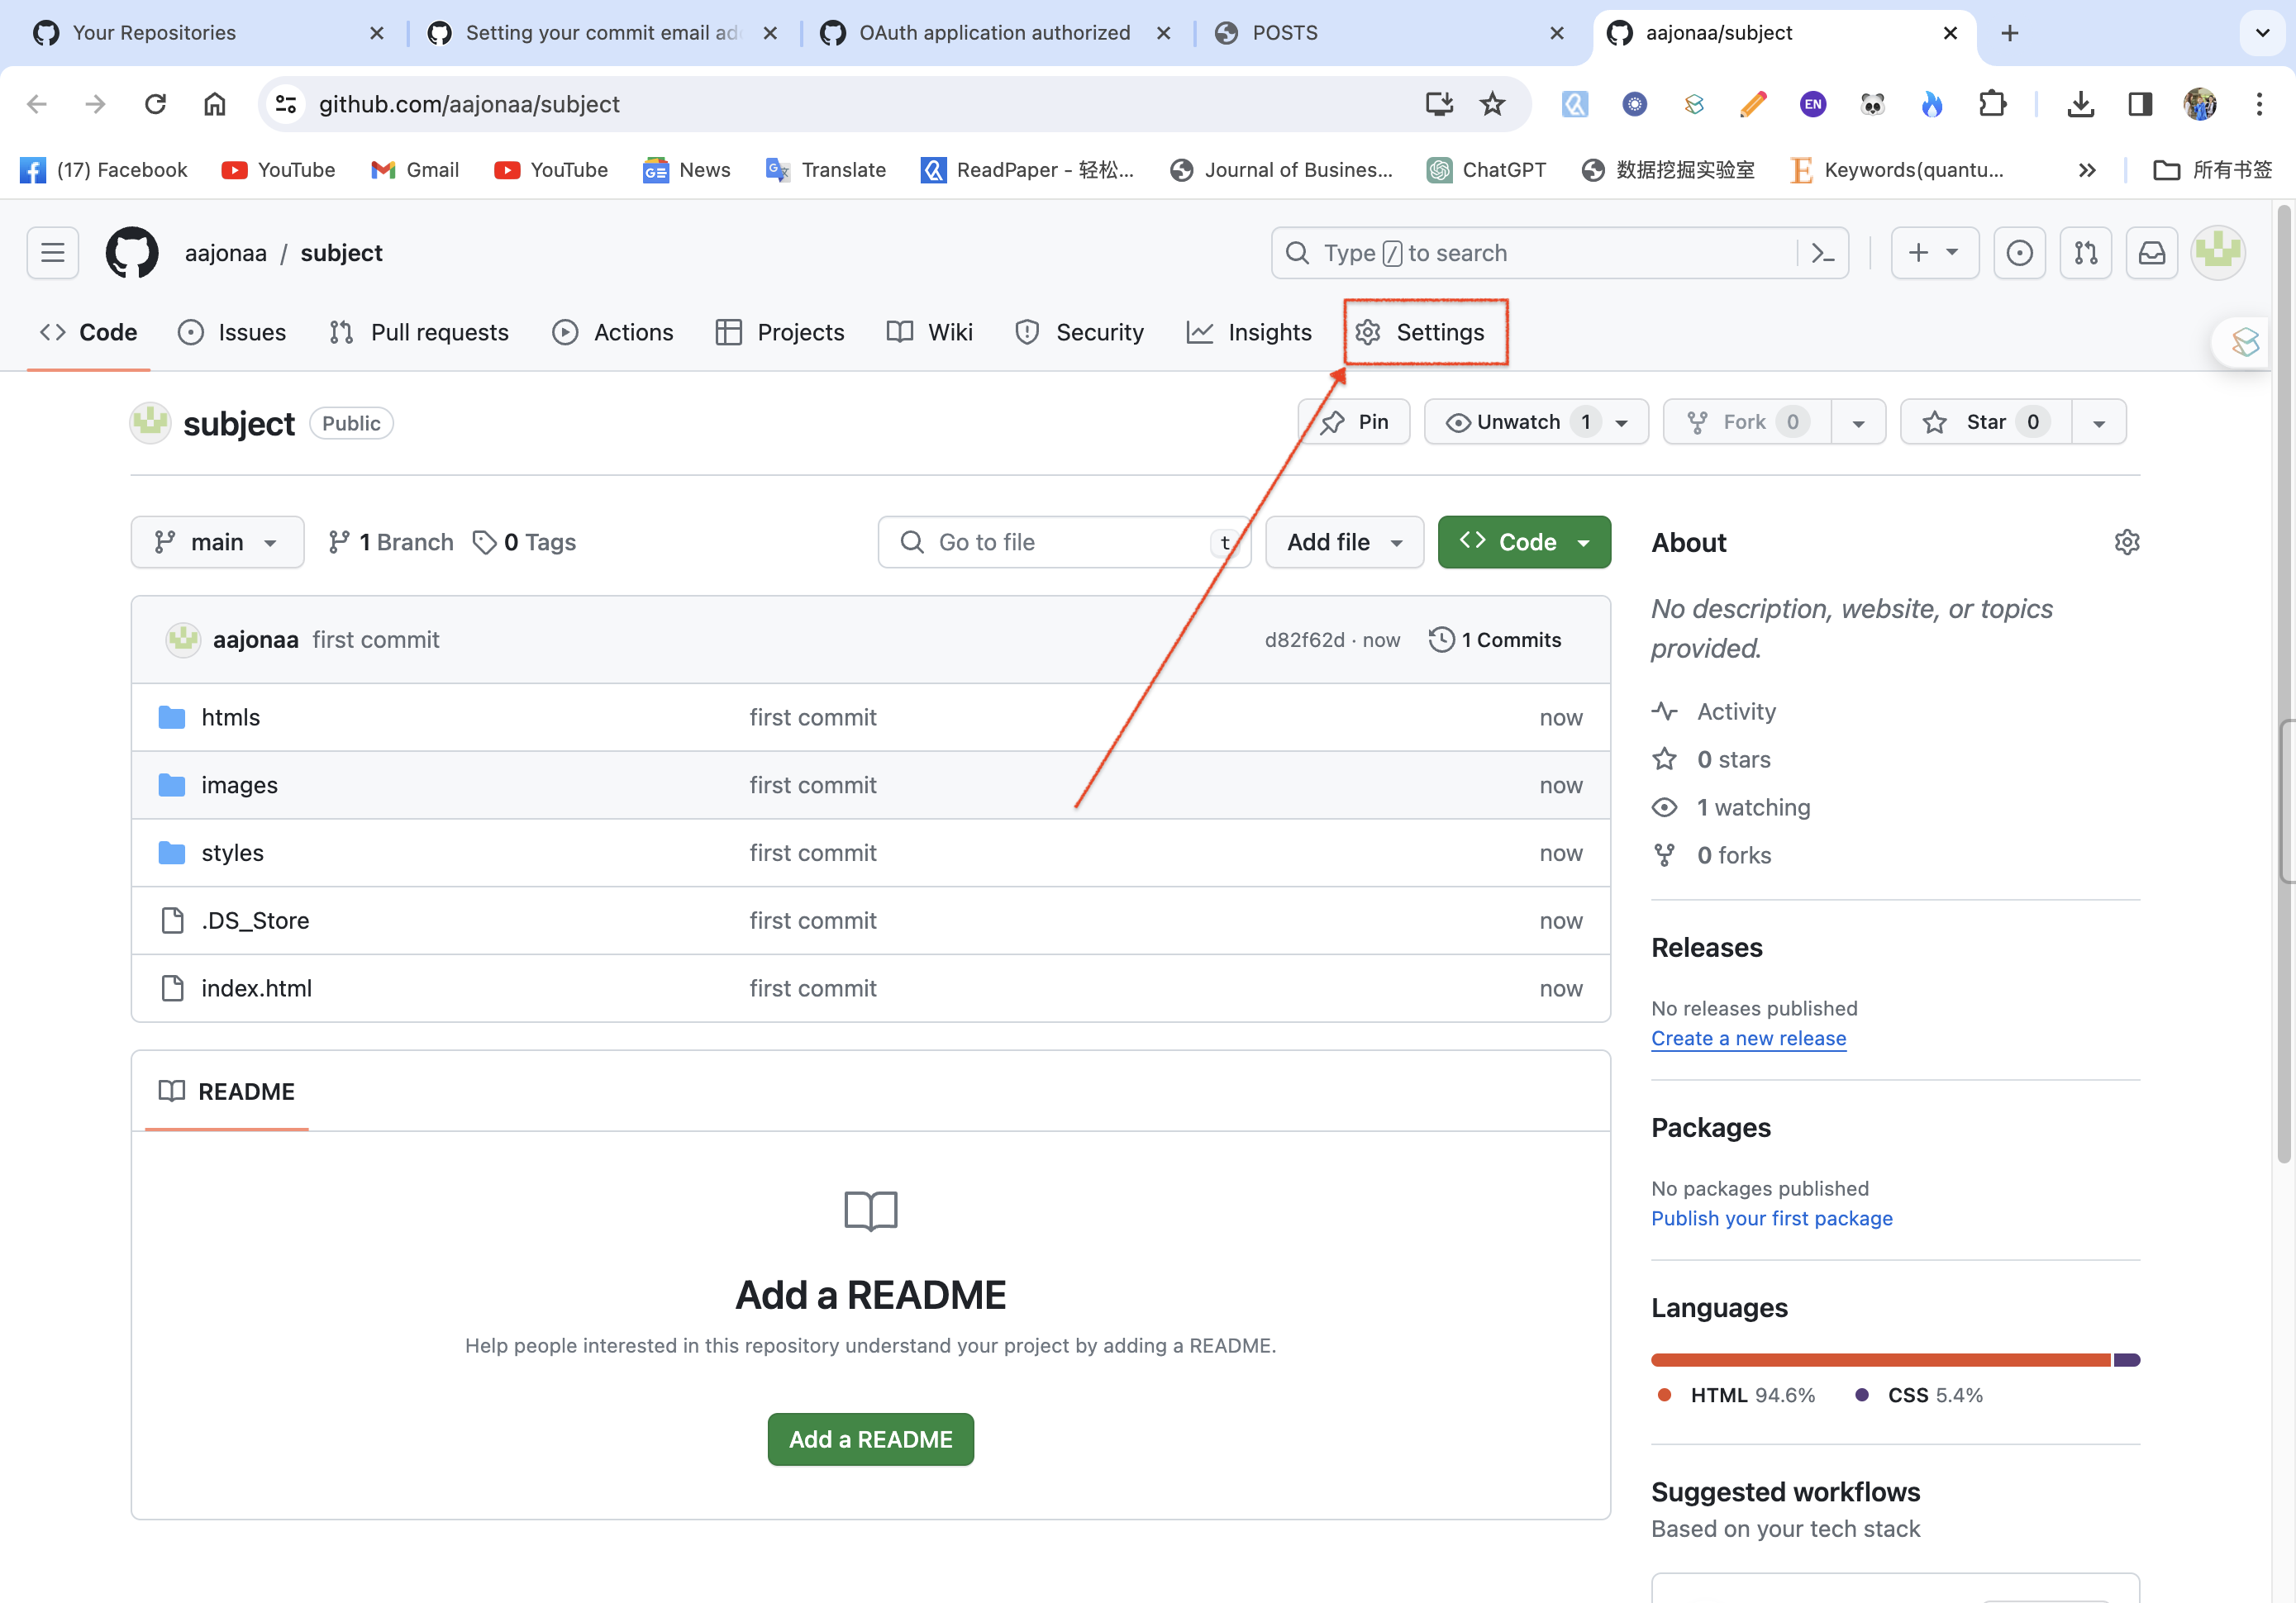 Your Repositories
Setting your commit email ad
OAuth application authorized
POSTS
aajonaa/subject
github.com/aajonaa/subject
EN
(17) Facebook
YouTube
Gmail
YouTube
News
Translate
ReadPaper - 轻松...
Journal of Busines...
ChatGPT
数据挖掘实验室
Keywords(quantu...
所有书签
aajonaa / subject
Type / to search
Code
Issues
Pull requests
Actions
Projects
Wiki
Security
Insights
Settings
subject
Public
Pin
Unwatch 1
Fork 0
Star 0
main
1 Branch
0 Tags
Go to file
t
Add file
Code
aajonaa first commit
d82f62d · now
1 Commits
htmls first commit now
images first commit now
styles first commit now
.DS_Store first commit now
index.html first commit now
README
Add a README
Help people interested in this repository understand your project by adding a README.
Add a README
About
No description, website, or topics
provided.
Activity
0 stars
1 watching
0 forks
Releases
No releases published
Create a new release
Packages
No packages published
Publish your first package
Languages
HTML 94.6%
CSS 5.4%
Suggested workflows
Based on your tech stack